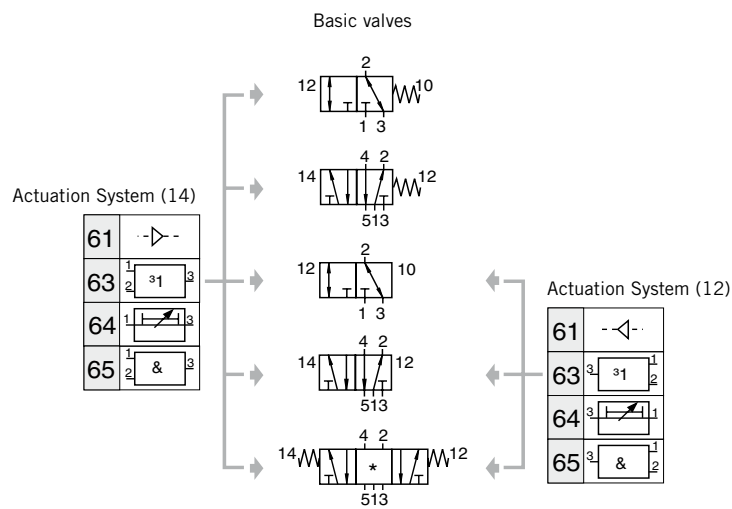 Basic valves
2
12 10
1 3
4 2
14 12
513
Actuation System (14)
61
63 1 2 ³1 3
64 1 3
65 1 2 & 3
2
12 10
1 3
4 2
14 12
513
4 2
14 * 12
513
Actuation System (12)
61
63 3 ³1 1 2
64 3 1
65 3 & 1 2